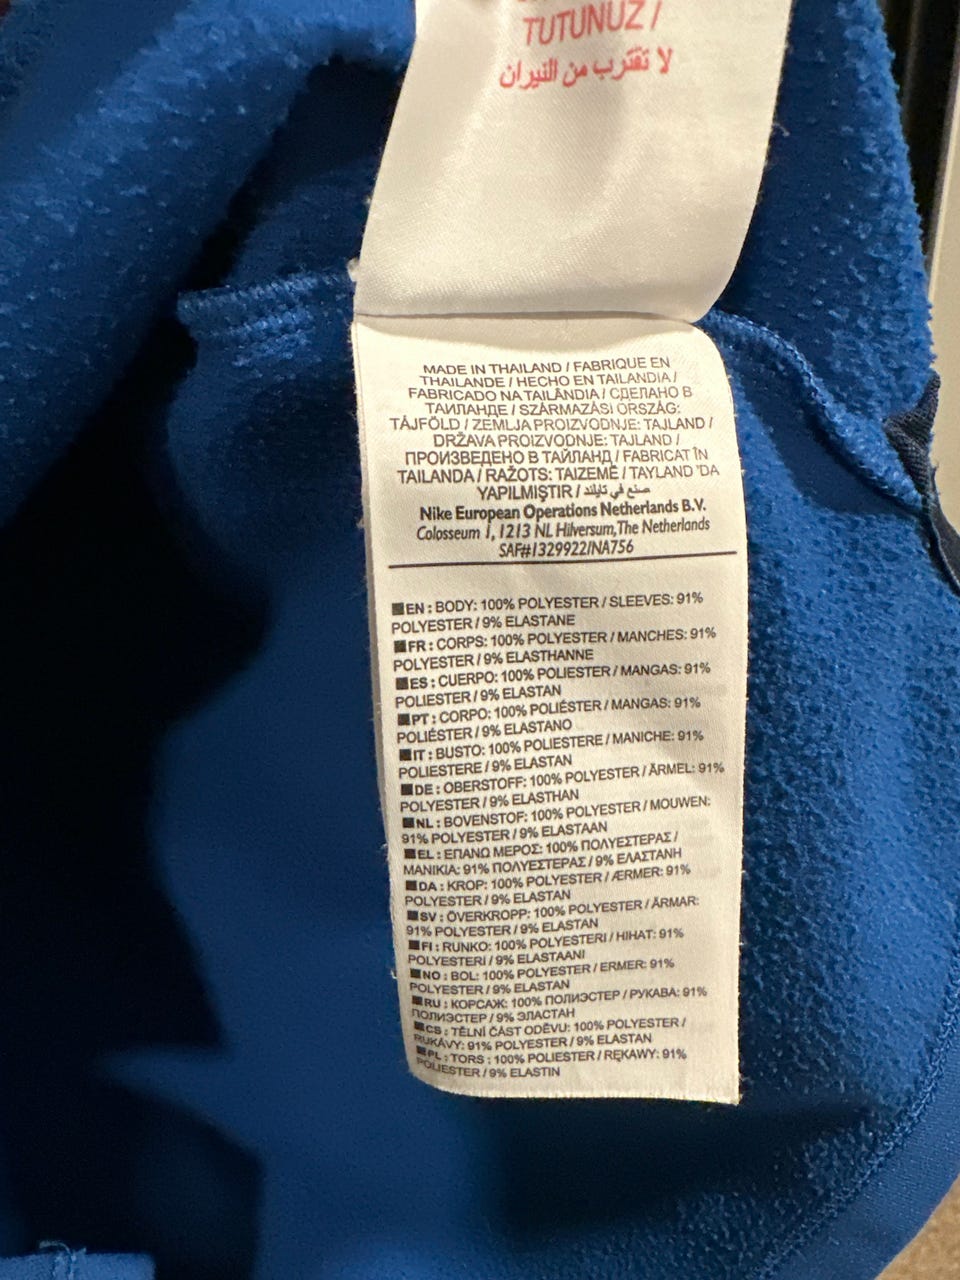 TUTUNUZ /
لا تقترب من النيران
MADE IN THAILAND / FABRIQUE EN
THAILANDE / HECHO EN TAILANDIA /
FABRICADO NA TAILÂNDIA / СДЕЛАНО В
ТАИЛАНДЕ / SZÁRMAZÁSI ORSZÁG:
TÁJFÖLD / ZEMLJA PROIZVODNJE: TAJLAND /
DRŽAVA PROIZVODNJE: TAJLAND /
ПРОИЗВЕДЕНО В ТАЙЛАНД / FABRICAT ÎN
TAILANDA / RAŽOTS: TAIZEMĒ / TAYLAND 'DA
YAPILMIŞTIR / صنع في تايلند
Nike European Operations Netherlands B.V.
Colosseum 1, 1213 NL Hilversum, The Netherlands
SAF#1329922/NA756
EN : BODY: 100% POLYESTER / SLEEVES: 91%
POLYESTER / 9% ELASTANE
FR : CORPS: 100% POLYESTER / MANCHES: 91%
POLYESTER / 9% ELASTHANNE
ES : CUERPO: 100% POLIESTER / MANGAS: 91%
POLIESTER / 9% ELASTAN
PT : CORPO: 100% POLIÉSTER / MANGAS: 91%
POLIÉSTER / 9% ELASTANO
IT : BUSTO: 100% POLIESTERE / MANICHE: 91%
POLIESTERE / 9% ELASTAN
DE : OBERSTOFF: 100% POLYESTER / ÄRMEL: 91%
POLYESTER / 9% ELASTHAN
NL : BOVENSTOF: 100% POLYESTER / MOUWEN:
91% POLYESTER / 9% ELASTAAN
EL : ΕΠΑΝΩ ΜΕΡΟΣ: 100% ΠΟΛΥΕΣΤΕΡΑΣ /
ΜΑΝΙΚΙΑ: 91% ΠΟΛΥΕΣΤΕΡΑΣ / 9% ΕΛΑΣΤΑΝΗ
DA : KROP: 100% POLYESTER / ÆRMER: 91%
POLYESTER / 9% ELASTAN
SV : ÖVERKROPP: 100% POLYESTER / ÄRMAR:
91% POLYESTER / 9% ELASTAN
FI : RUNKO: 100% POLYESTERI / HIHAT: 91%
POLYESTERI / 9% ELASTAANI
NO : BOL: 100% POLYESTER / ERMER: 91%
POLYESTER / 9% ELASTAN
RU : КОРСАЖ: 100% ПОЛИЭСТЕР / РУКАВА: 91%
ПОЛИЭСТЕР / 9% ЭЛАСТАН
CS : TĚLNÍ ČÁST ODĚVU: 100% POLYESTER /
RUKÁVY: 91% POLYESTER / 9% ELASTAN
PL : TORS : 100% POLIESTER / RĘKAWY: 91%
POLIESTER / 9% ELASTIN